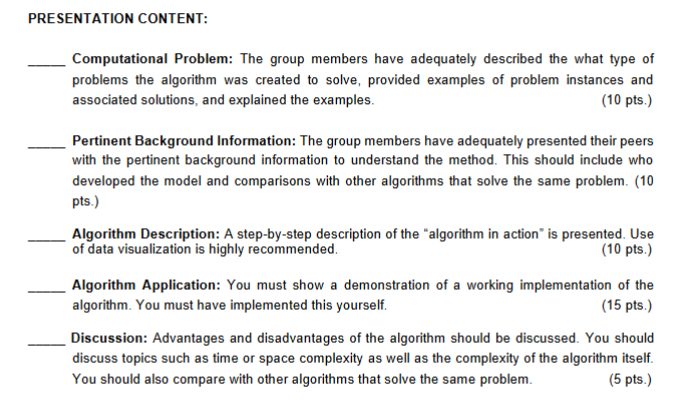 PRESENTATION CONTENT:
_____ Computational Problem: The group members have adequately described the what type of
problems the algorithm was created to solve, provided examples of problem instances and
associated solutions, and explained the examples. (10 pts.)
_____ Pertinent Background Information: The group members have adequately presented their peers
with the pertinent background information to understand the method. This should include who
developed the model and comparisons with other algorithms that solve the same problem. (10
pts.)
_____ Algorithm Description: A step-by-step description of the "algorithm in action" is presented. Use
of data visualization is highly recommended. (10 pts.)
_____ Algorithm Application: You must show a demonstration of a working implementation of the
algorithm. You must have implemented this yourself. (15 pts.)
_____ Discussion: Advantages and disadvantages of the algorithm should be discussed. You should
discuss topics such as time or space complexity as well as the complexity of the algorithm itself.
You should also compare with other algorithms that solve the same problem. (5 pts.)